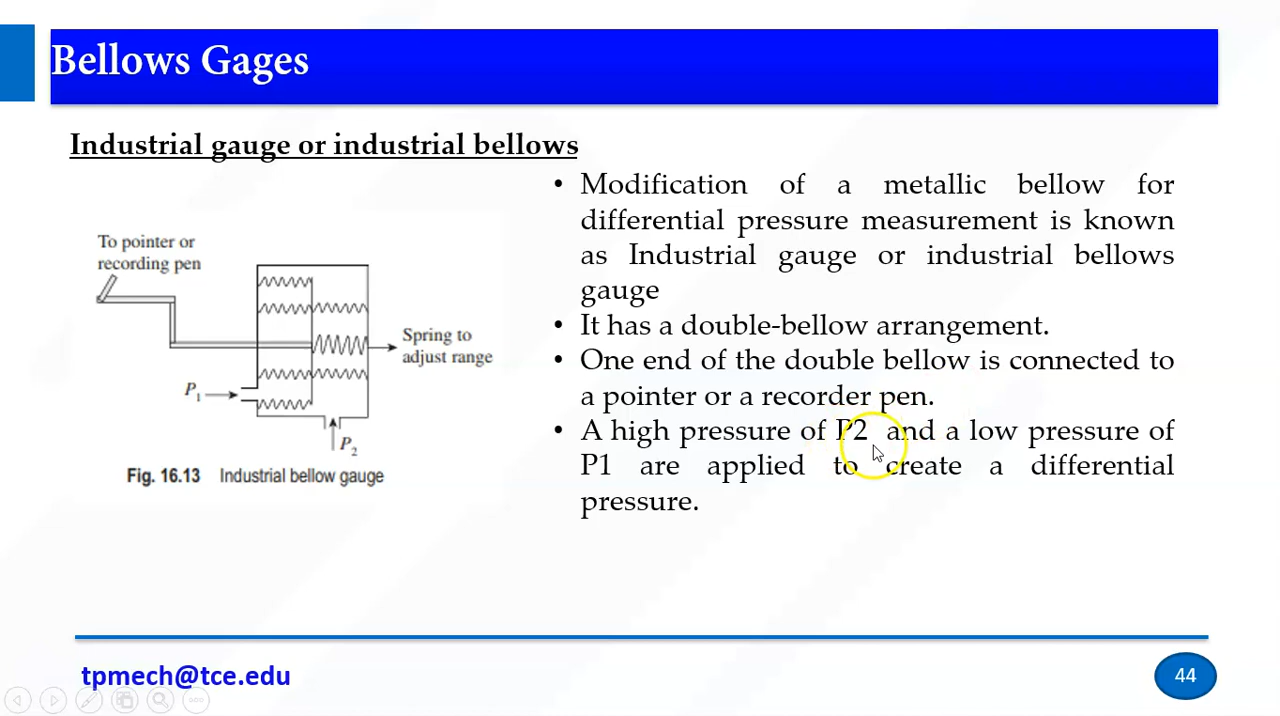 Bellows Gages
Industrial gauge or industrial bellows
To pointer or
recording pen
Spring to
adjust range
P1
P2
Fig. 16.13 Industrial bellow gauge
• Modification of a metallic bellow for
differential pressure measurement is known
as Industrial gauge or industrial bellows
gauge
• It has a double-bellow arrangement.
• One end of the double bellow is connected to
a pointer or a recorder pen.
• A high pressure of P2 and a low pressure of
P1 are applied to create a differential
pressure.
tpmech@tce.edu
44